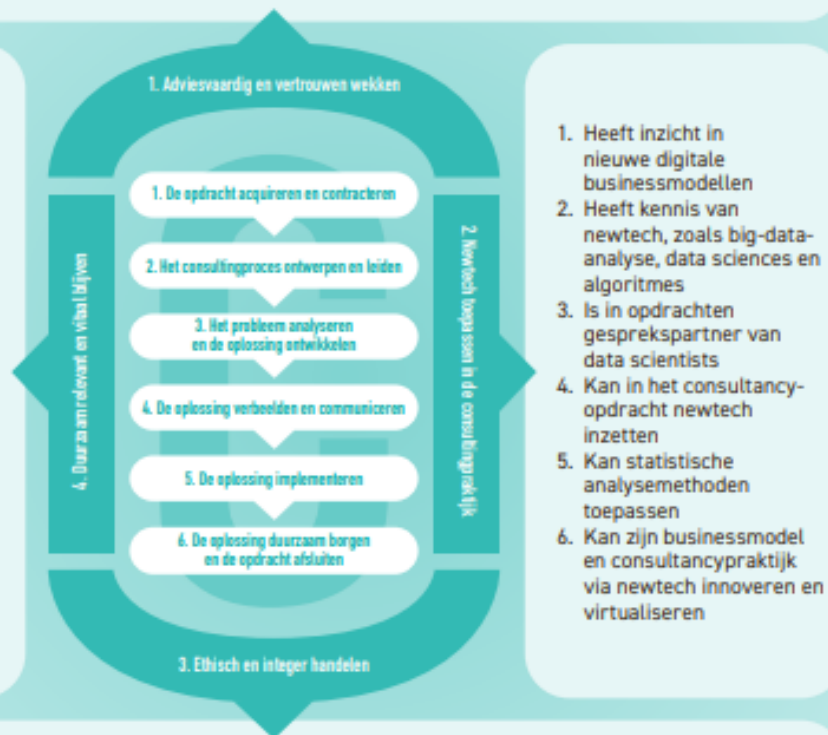 1. Adviesvaardig en vertrouwen wekken
1. De opdracht acquireren en contracteren
2. Het consultingproces ontwerpen en leiden
3. Het probleem analyseren
en de oplossing ontwikkelen
4. De oplossing verbeelden en communiceren
5. De oplossing implementeren
6. De oplossing duurzaam borgen
en de opdracht afsluiten
4. Duurzaam relevant en vitaal blijven
2. Newtech toepassen in de consultingpraktijk
3. Ethisch en integer handelen
1. Heeft inzicht in
nieuwe digitale
businessmodellen
2. Heeft kennis van
newtech, zoals big-data-
analyse, data sciences en
algoritmes
3. Is in opdrachten
gesprekspartner van
data scientists
4. Kan in het consultancy-
opdracht newtech
inzetten
5. Kan statistische
analysemethoden
toepassen
6. Kan zijn businessmodel
en consultancypraktijk
via newtech innoveren en
virtualiseren